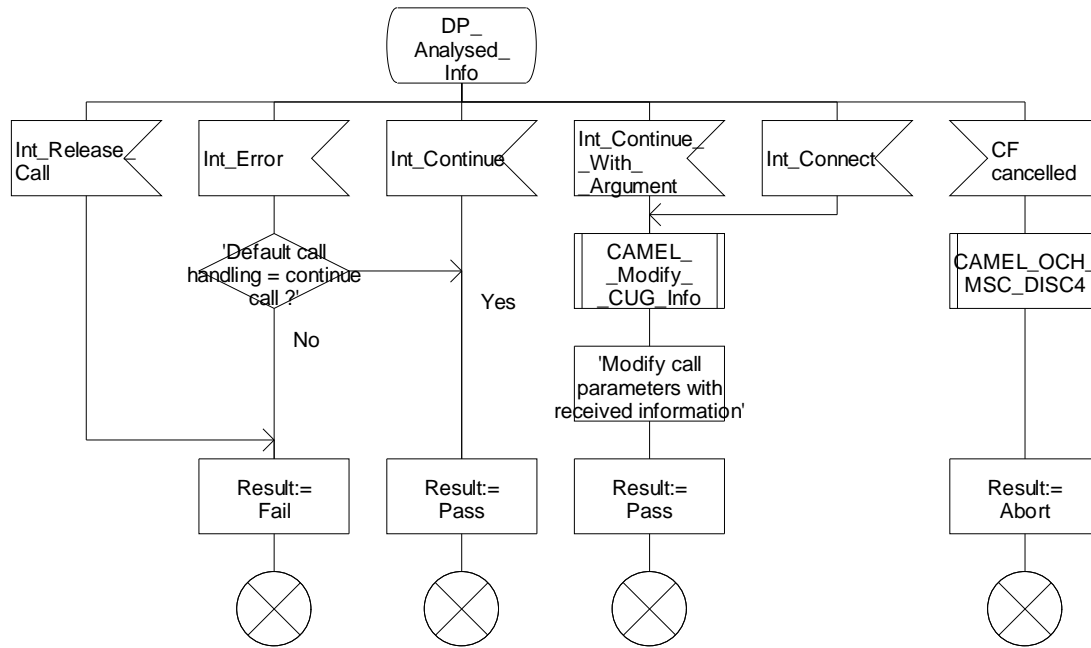 DP_
Analysed_
Info
Int_Release_
Call
Int_Error
Int_Continue
Int_Continue_
_With_
_Argument
Int_Connect
CF
cancelled
'Default call
handling = continue
call ?'
Yes
No
CAMEL_
_Modify_
_CUG_Info
CAMEL_OCH_
MSC_DISC4
'Modify call
parameters with
received information'
Result:=
Fail
Result:=
Pass
Result:=
Pass
Result:=
Abort